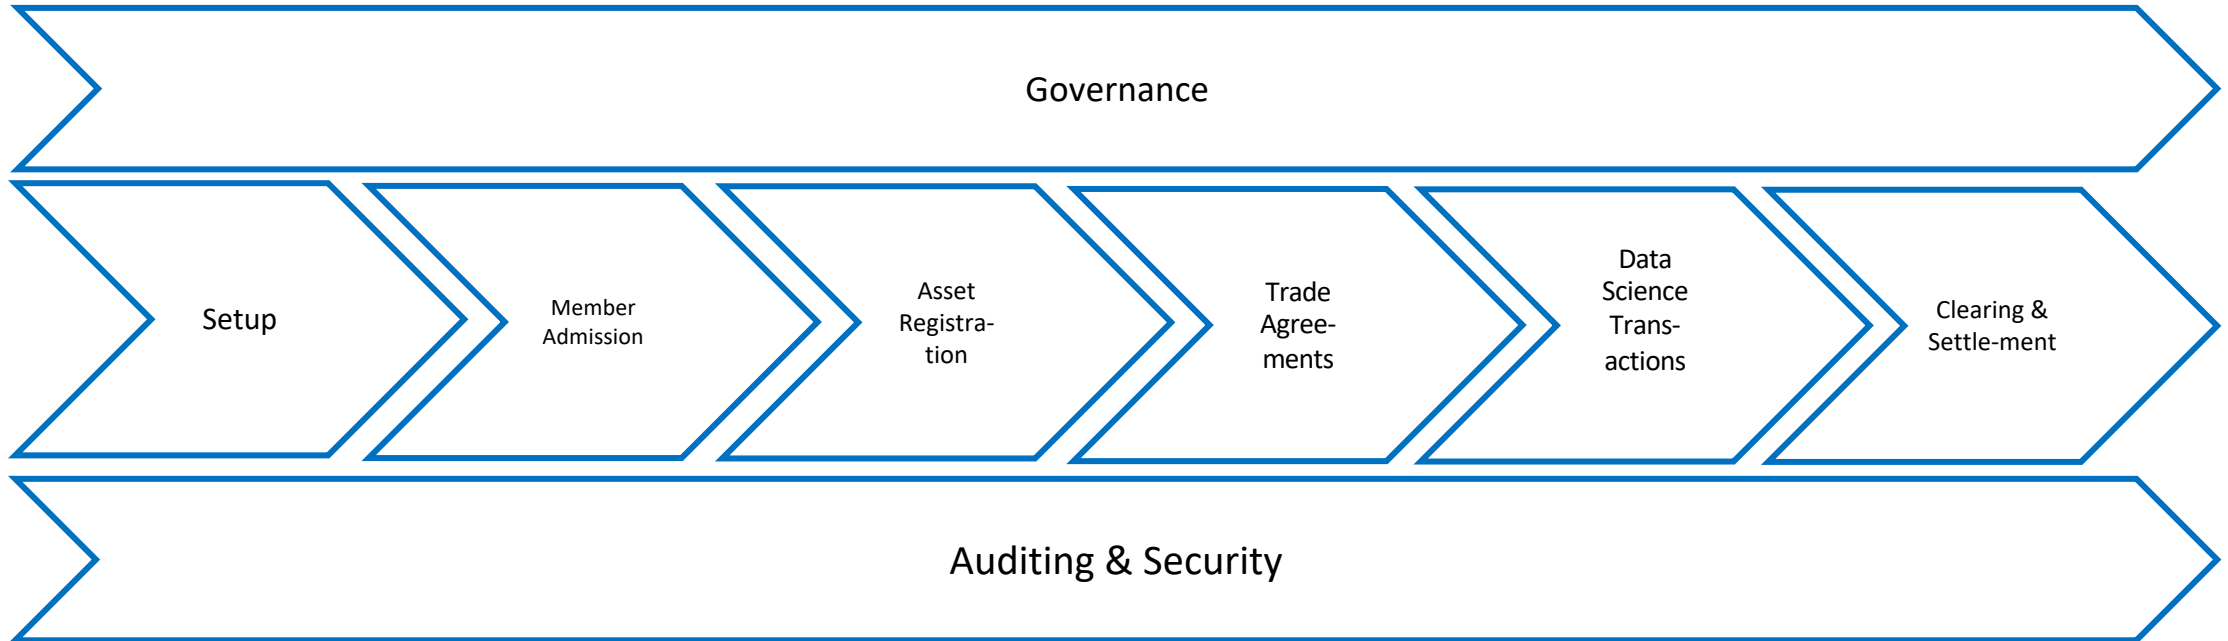 Governance
Setup
Member
Admission
Asset
Registra-
tion
Trade
Agree-
ments
Data
Science
Trans-
actions
Clearing &
Settle-ment
Auditing & Security